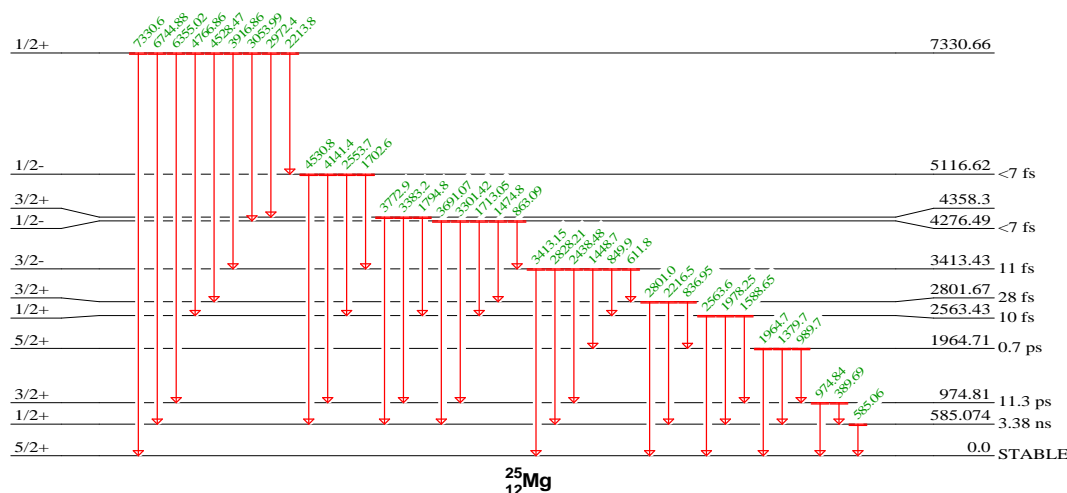 7330.6 6744.88 6355.02 4766.86 4528.47 3916.86 3053.99 2972.4 2213.8
1/2+ 7330.66
4530.8 4141.4 2553.7 1702.6
1/2- 5116.62 <7 fs
3772.9 3383.2 1794.8 3691.07 3301.42 1713.05 1474.8 863.09
3/2+ 4358.3
1/2- 4276.49 <7 fs
3413.15 2828.21 2438.48 1448.7 849.9 611.8
3/2- 3413.43 11 fs
2801.0 2216.5 836.95
3/2+ 2801.67 28 fs
2563.6 1978.25 1588.65
1/2+ 2563.43 10 fs
1964.7 1379.7 989.7
5/2+ 1964.71 0.7 ps
974.84 389.69
3/2+ 974.81 11.3 ps
585.06
1/2+ 585.074 3.38 ns
5/2+ 0.0 STABLE
25
12Mg